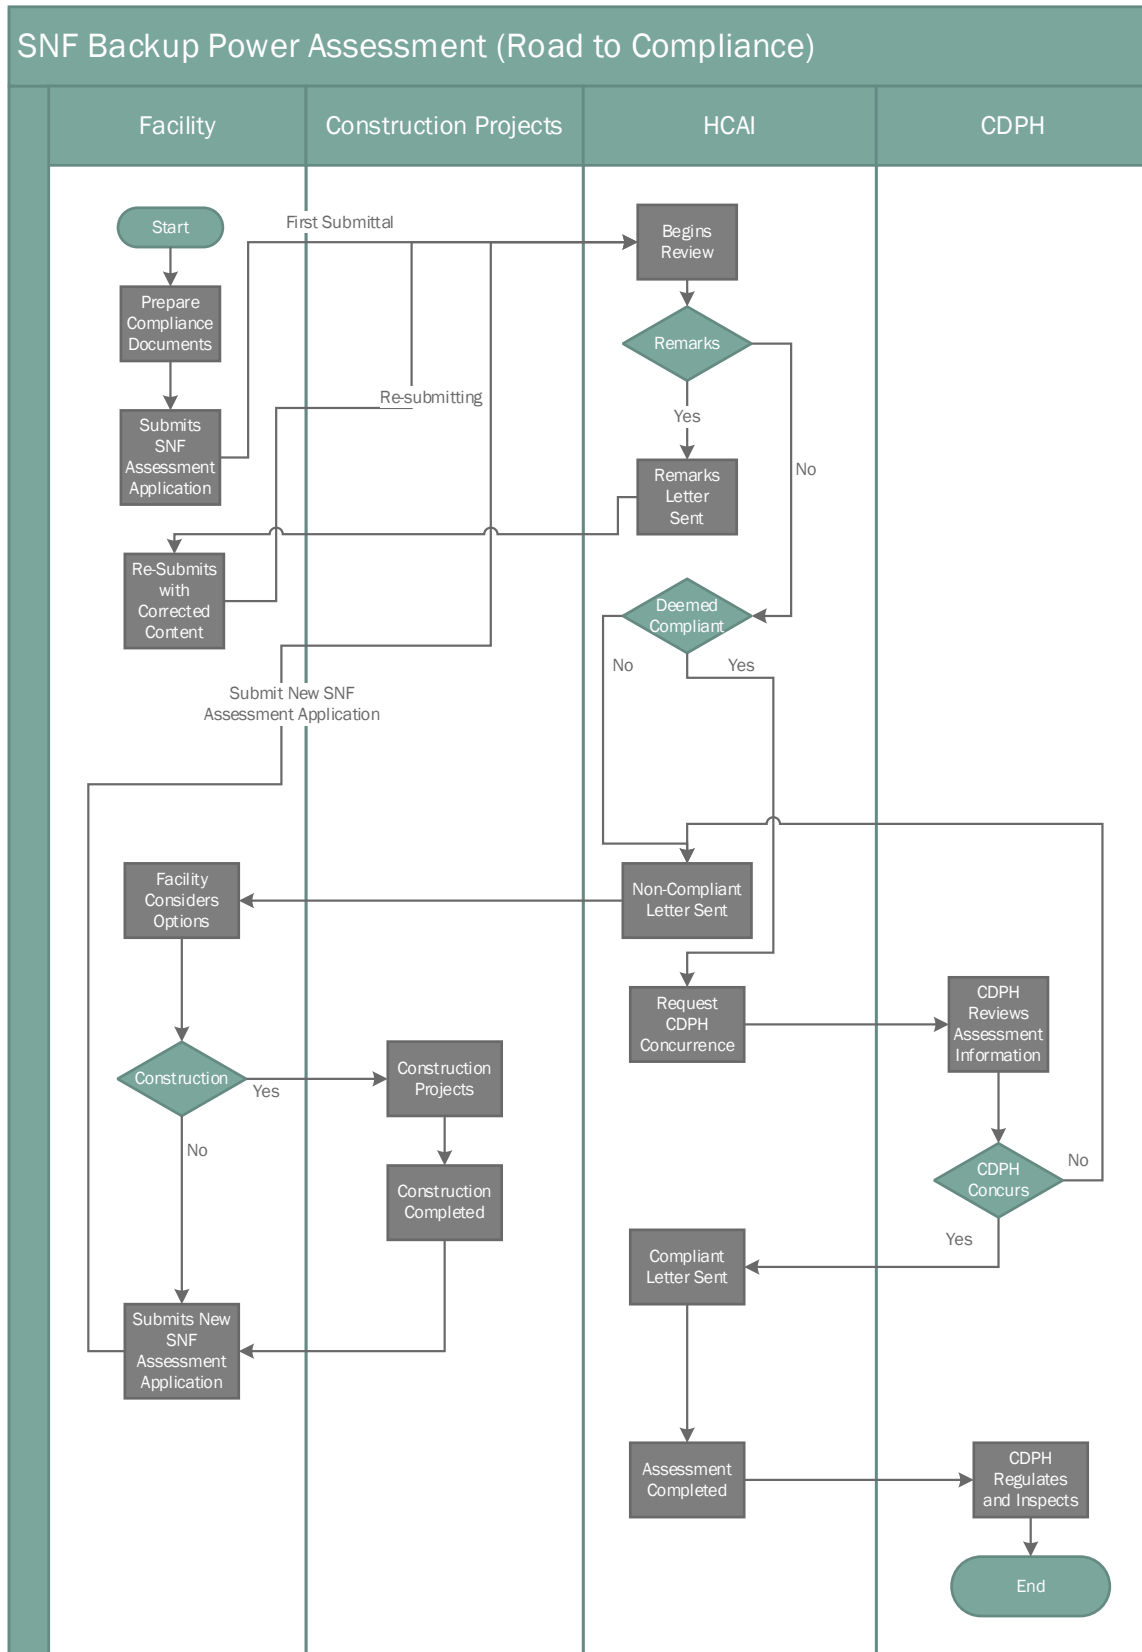 SNF Backup Power Assessment (Road to Compliance)
Facility
Construction Projects
HCAI
CDPH
Start
First Submittal
Begins
Review
Prepare
Compliance
Documents
Remarks
Re-submitting
Yes
No
Submits
SNF
Assessment
Application
Remarks
Letter
Sent
Re-Submits
with
Corrected
Content
Deemed
Compliant
No
Yes
Submit New SNF
Assessment Application
Facility
Considers
Options
Non-Compliant
Letter Sent
Request
CDPH
Concurrence
CDPH
Reviews
Assessment
Information
Construction
Yes
No
Construction
Projects
Construction
Completed
CDPH
Concurs
No
Yes
Compliant
Letter Sent
Submits New
SNF
Assessment
Application
Assessment
Completed
CDPH
Regulates
and Inspects
End